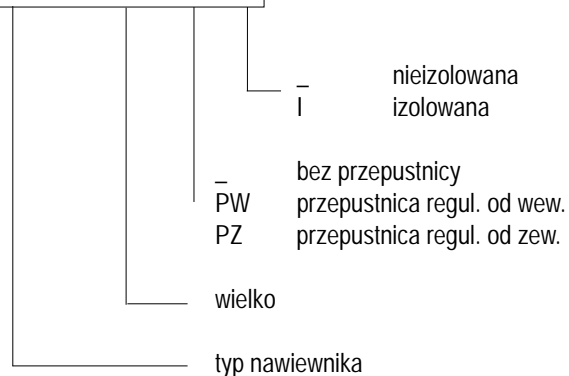 _ nieizolowana
I izolowana
_ bez przepustnicy
PW przepustnica regul. od wew.
PZ przepustnica regul. od zew.
wielko
typ nawiewnika